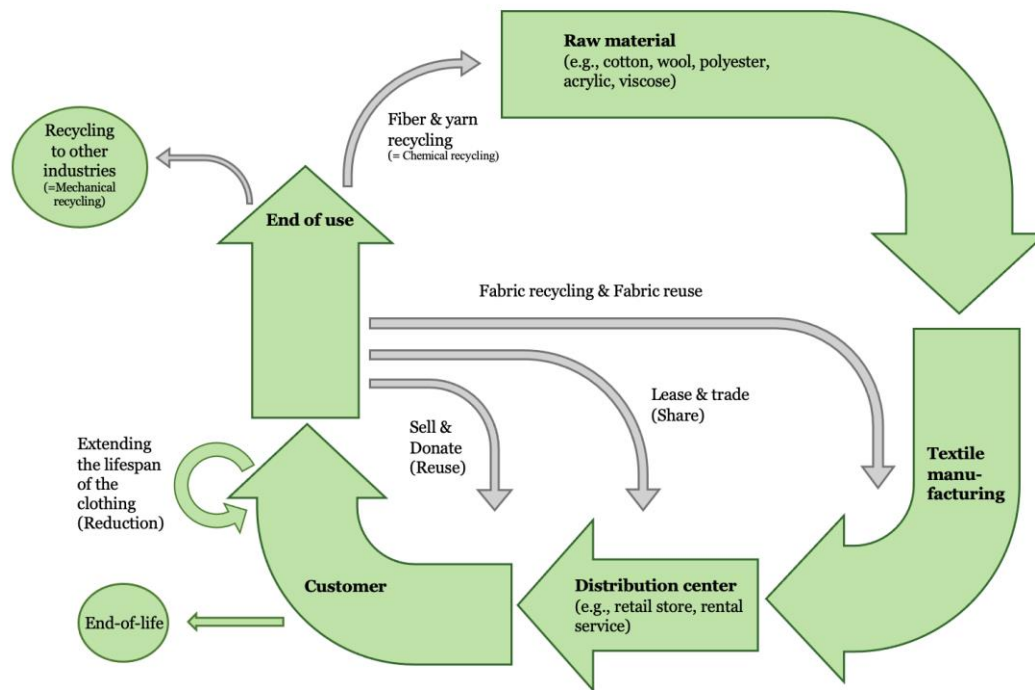 Raw material
(e.g., cotton, wool, polyester,
acrylic, viscose)
Fiber & yarn
recycling
(= Chemical recycling)
Recycling
to other
industries
(=Mechanical
recycling)
End of use
Fabric recycling & Fabric reuse
Lease & trade
(Share)
Sell &
Donate
(Reuse)
Extending
the lifespan
of the
clothing
(Reduction)
Textile
manu-
facturing
Customer
Distribution center
(e.g., retail store, rental
service)
End-of-life